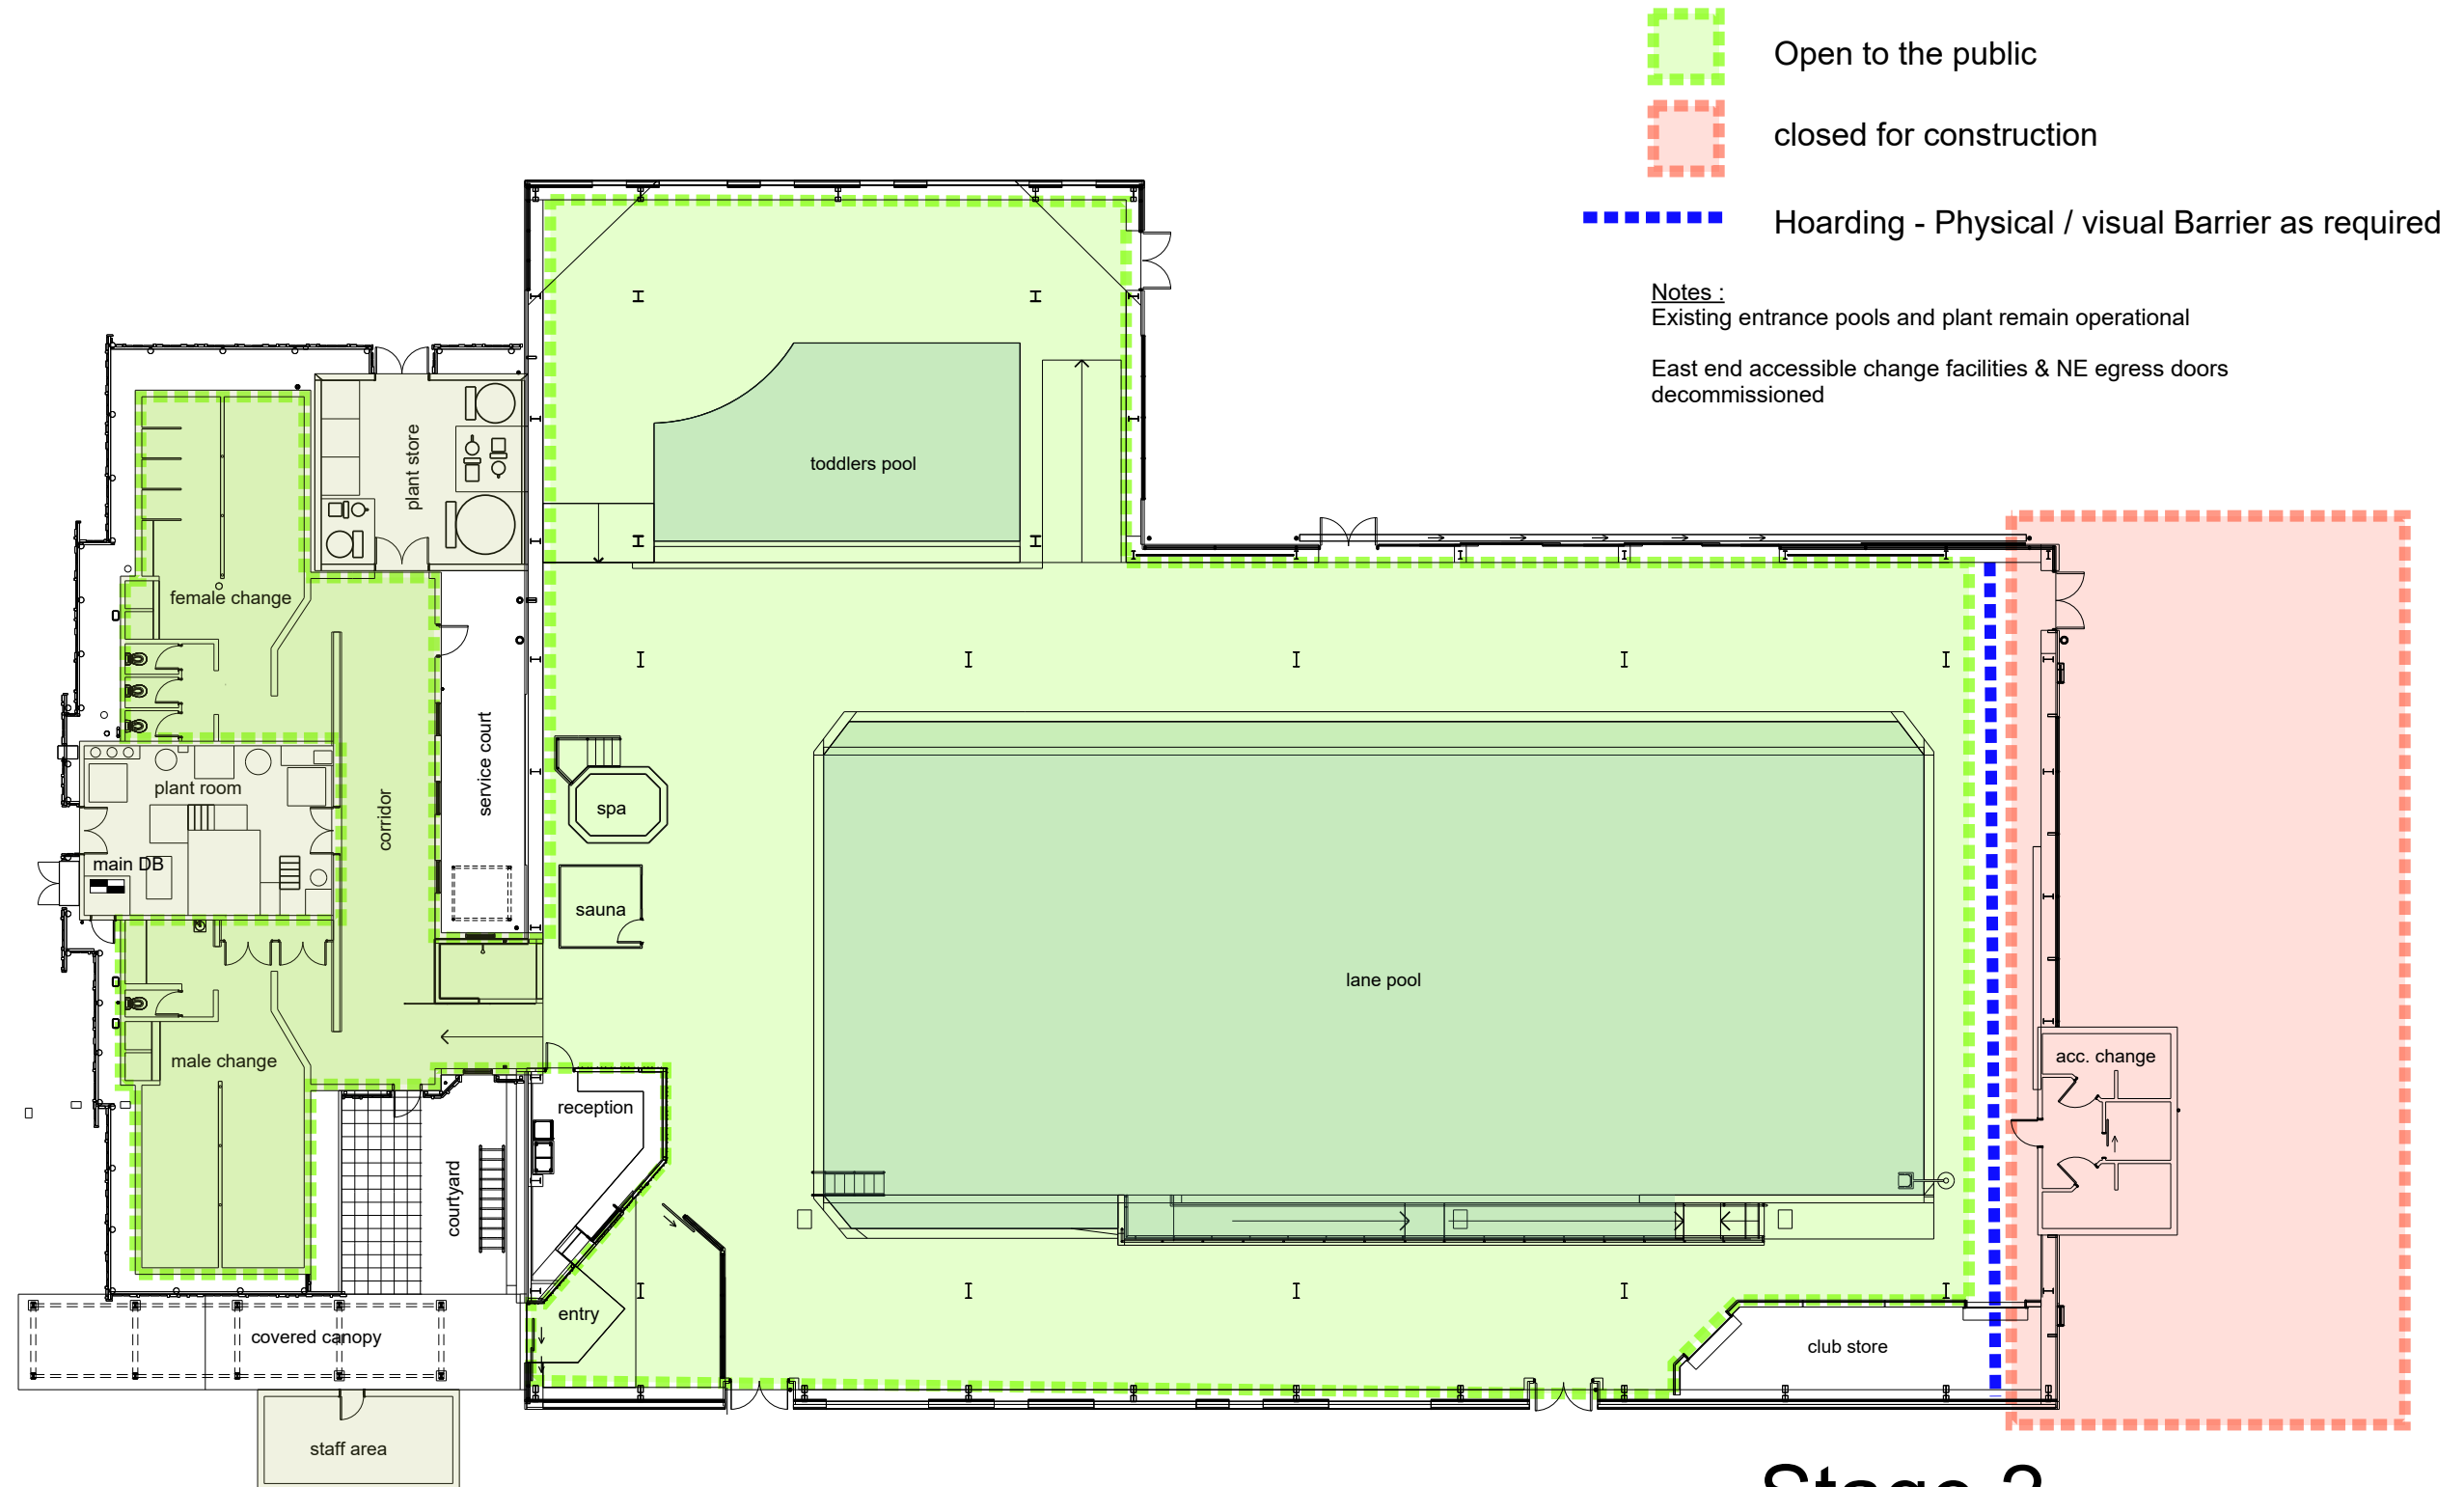 Open to the public
closed for construction
Hoarding - Physical / visual Barrier as required
Notes :
Existing entrance pools and plant remain operational
East end accessible change facilities & NE egress doors
decommissioned
plant store
toddlers pool
female change
service court
plant room
corridor
spa
main DB
sauna
lane pool
male change
acc. change
reception
courtyard
entry
covered canopy
club store
staff area
Stage 2